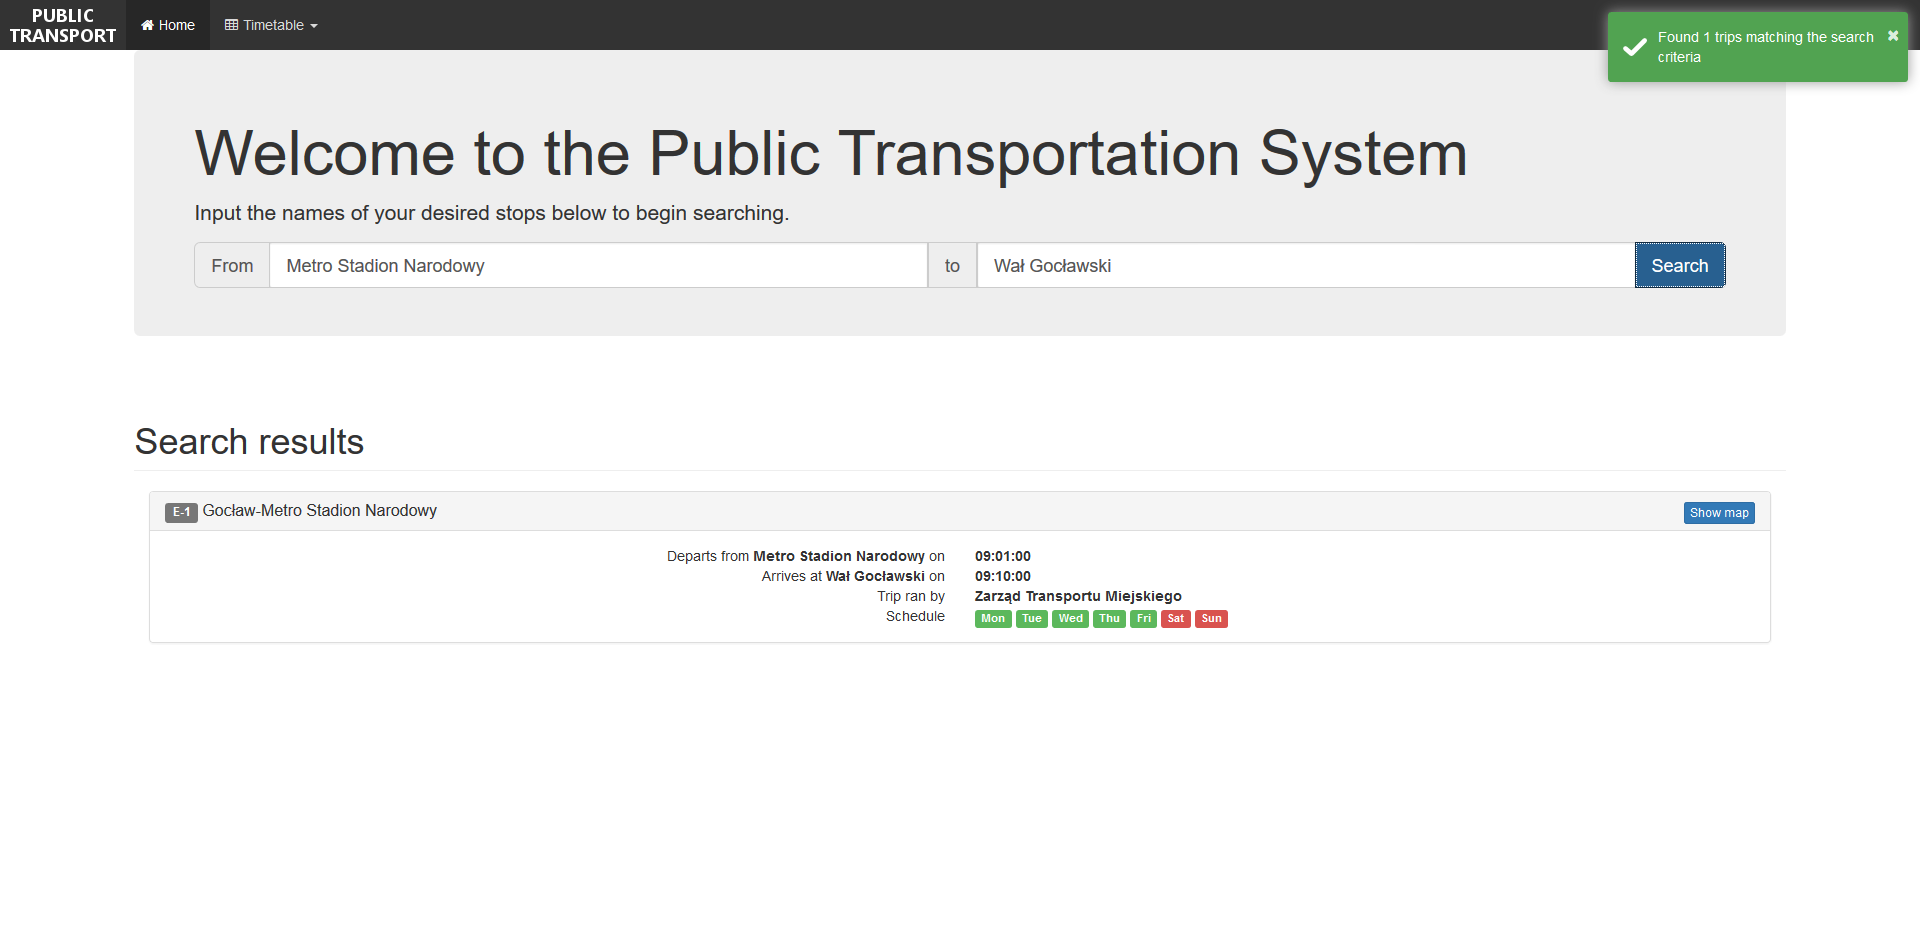 PUBLIC
TRANSPORT
Home
Timetable
Found 1 trips matching the search
criteria
Welcome to the Public Transportation System
Input the names of your desired stops below to begin searching.
From Metro Stadion Narodowy to Wał Gocławski Search
Search results
E-1 Gocław-Metro Stadion Narodowy Show map
Departs from Metro Stadion Narodowy on 09:01:00
Arrives at Wał Gocławski on 09:10:00
Trip ran by Zarząd Transportu Miejskiego
Schedule Mon Tue Wed Thu Fri Sat Sun